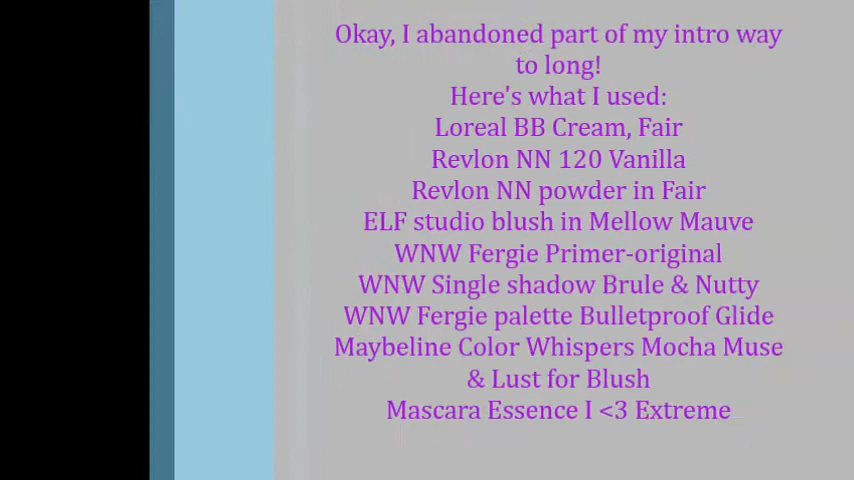 Okay, I abandoned part of my intro way
to long!
Here's what I used:
Loreal BB Cream, Fair
Revlon NN 120 Vanilla
Revlon NN powder in Fair
ELF studio blush in Mellow Mauve
WNW Fergie Primer-original
WNW Single shadow Brule & Nutty
WNW Fergie palette Bulletproof Glide
Maybeline Color Whispers Mocha Muse
& Lust for Blush
Mascara Essence I <3 Extreme